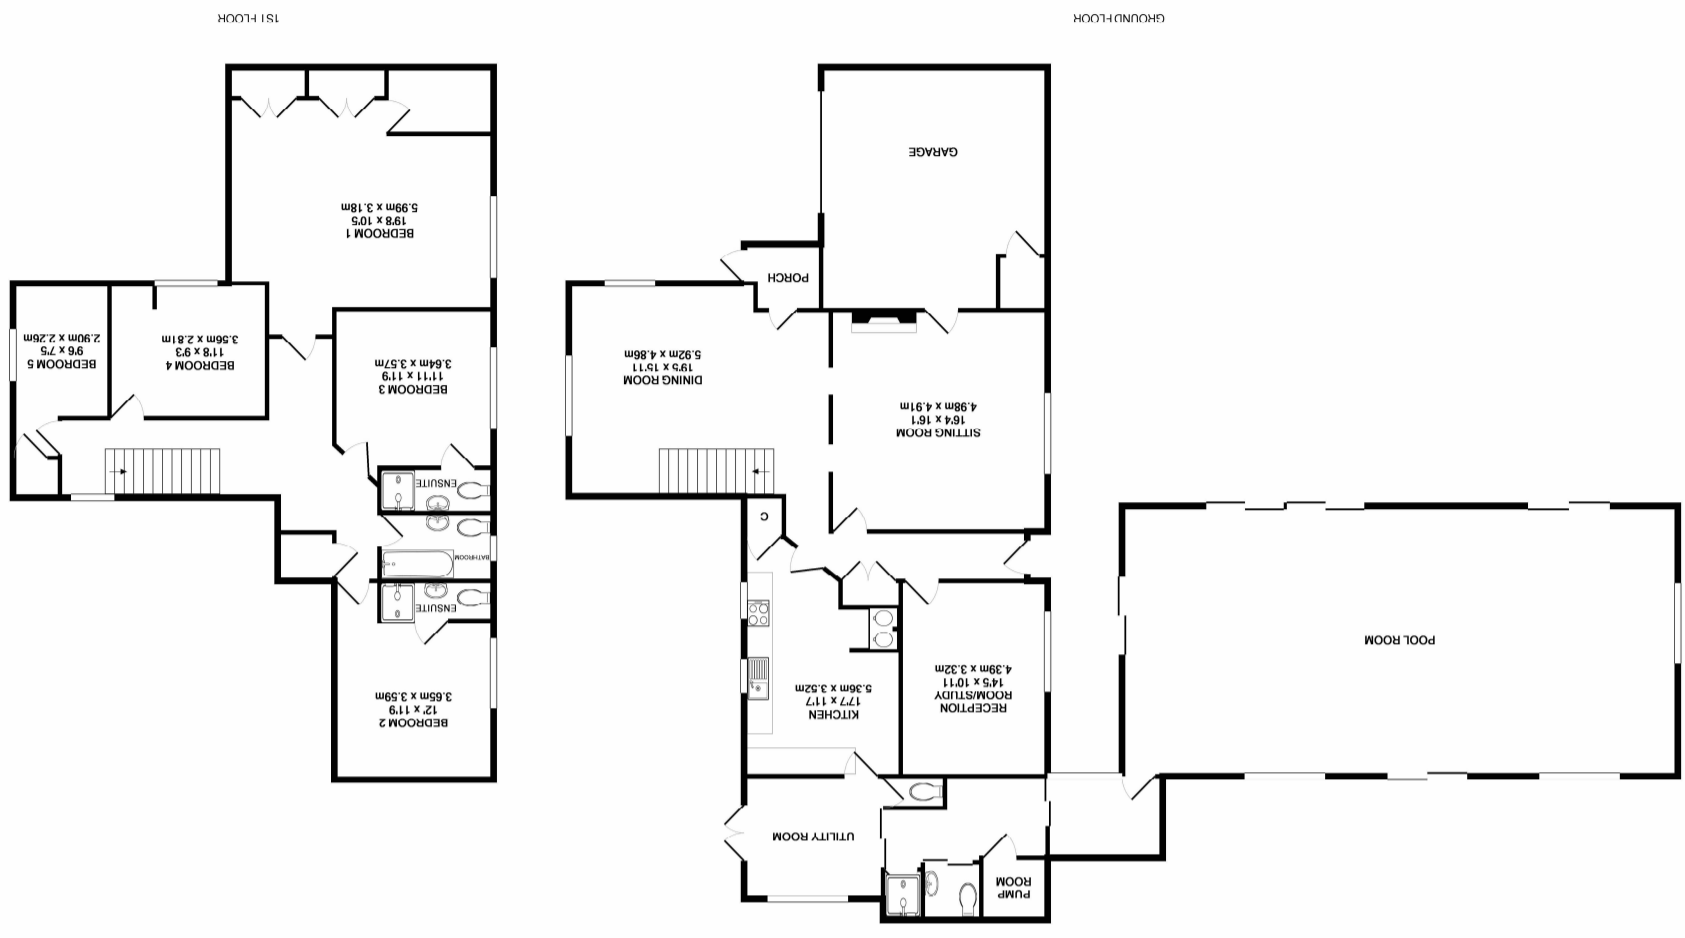 PUMP
ROOM
UTILITY ROOM
RECEPTION
ROOM/STUDY
14'5 x 10'11
4.39m x 3.32m
KITCHEN
17'7 x 11'7
5.36m x 3.52m
POOL ROOM
C
SITTING ROOM
16'4 x 16'1
4.98m x 4.91m
DINING ROOM
19'5 x 15'11
5.92m x 4.86m
PORCH
GARAGE
GROUND FLOOR
BEDROOM 2
12' x 11'9
3.65m x 3.59m
ENSUITE
BATHROOM
ENSUITE
BEDROOM 3
11'11 x 11'9
3.64m x 3.57m
BEDROOM 4
11'8 x 9'3
3.56m x 2.81m
BEDROOM 5
9'6 x 7'5
2.90m x 2.26m
BEDROOM 1
19'8 x 10'5
5.99m x 3.18m
1ST FLOOR